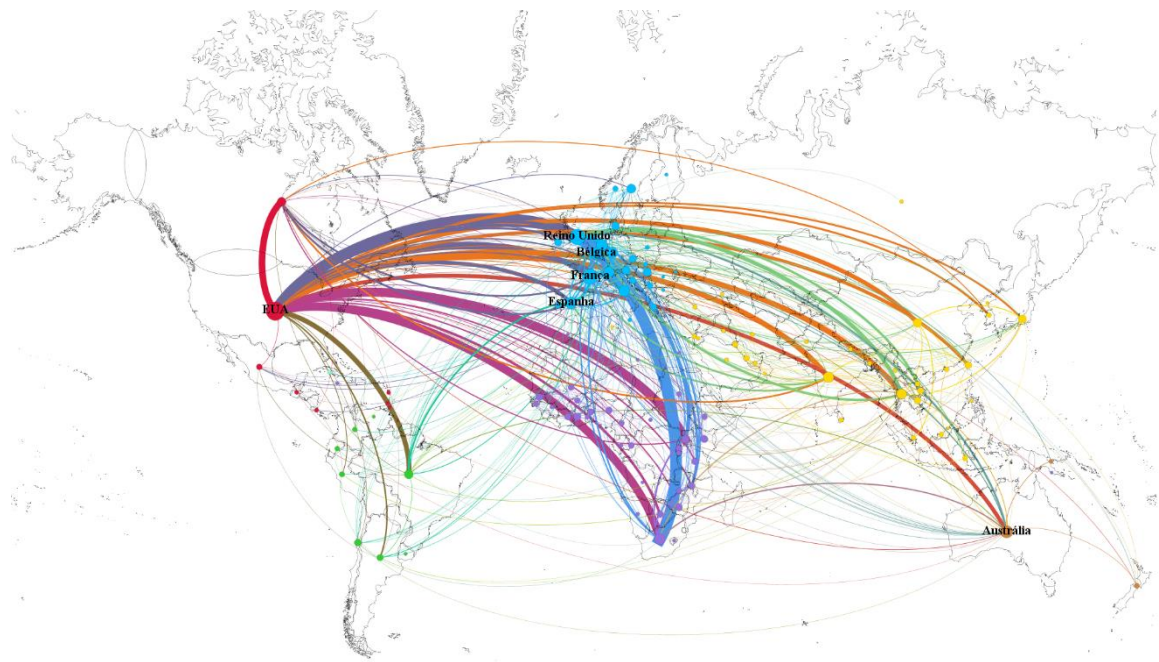 Reino Unido
Bélgica
França
Espanha
EUA
Austrália